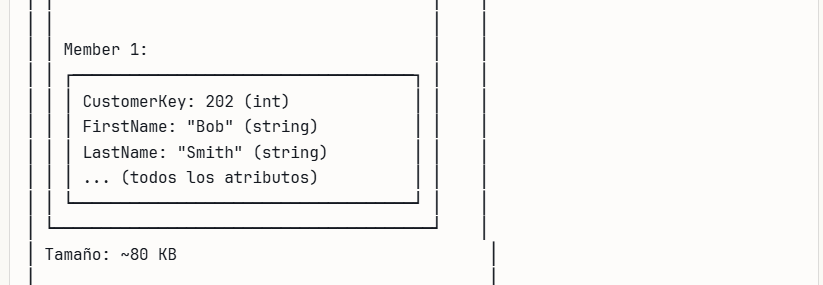 Member 1:
CustomerKey: 202 (int)
FirstName: "Bob" (string)
LastName: "Smith" (string)
... (todos los atributos)
Tamaño: ~80 KB